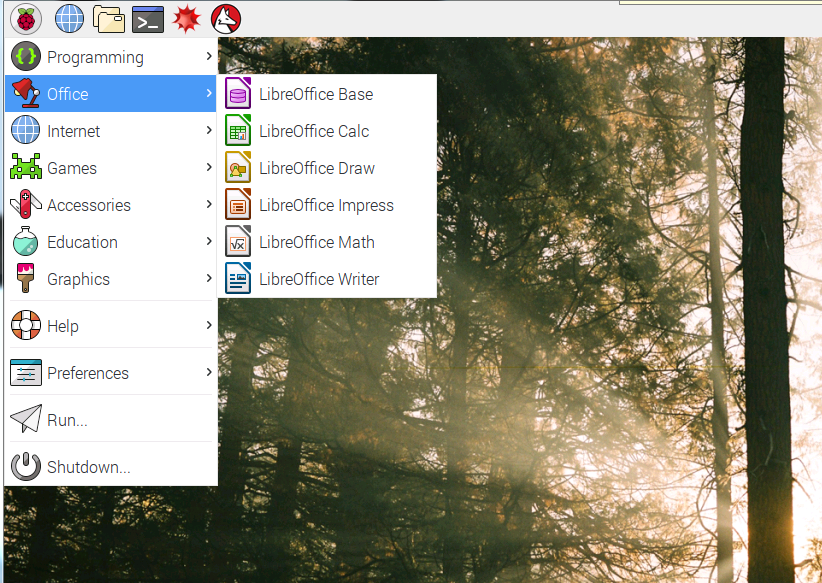 Programming
Office
Internet
Games
Accessories
Education
Graphics
Help
Preferences
Run...
Shutdown...
LibreOffice Base
LibreOffice Calc
LibreOffice Draw
LibreOffice Impress
LibreOffice Math
LibreOffice Writer